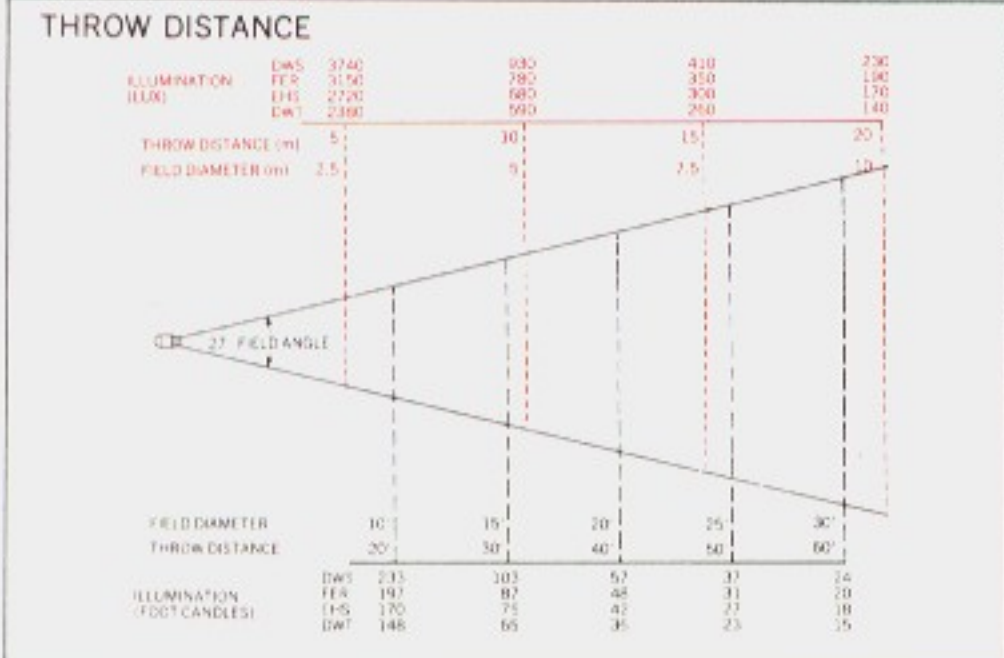 THROW DISTANCE
ILLUMINATION (LUX)
DWS 3740 930 410 230
FER 3150 780 350 190
EHS 2720 680 300 170
DWT 2380 590 260 140
THROW DISTANCE (m) 5 10 15 20
FIELD DIAMETER (m) 2.5 5 7.5 10
27 FIELD ANGLE
FIELD DIAMETER 10' 15' 20' 25' 30'
THROW DISTANCE 20' 30' 40' 50' 60'
ILLUMINATION (FOOT CANDLES)
DWS 233 103 57 37 24
FER 197 87 48 31 20
EHS 170 75 42 27 18
DWT 148 65 36 23 15